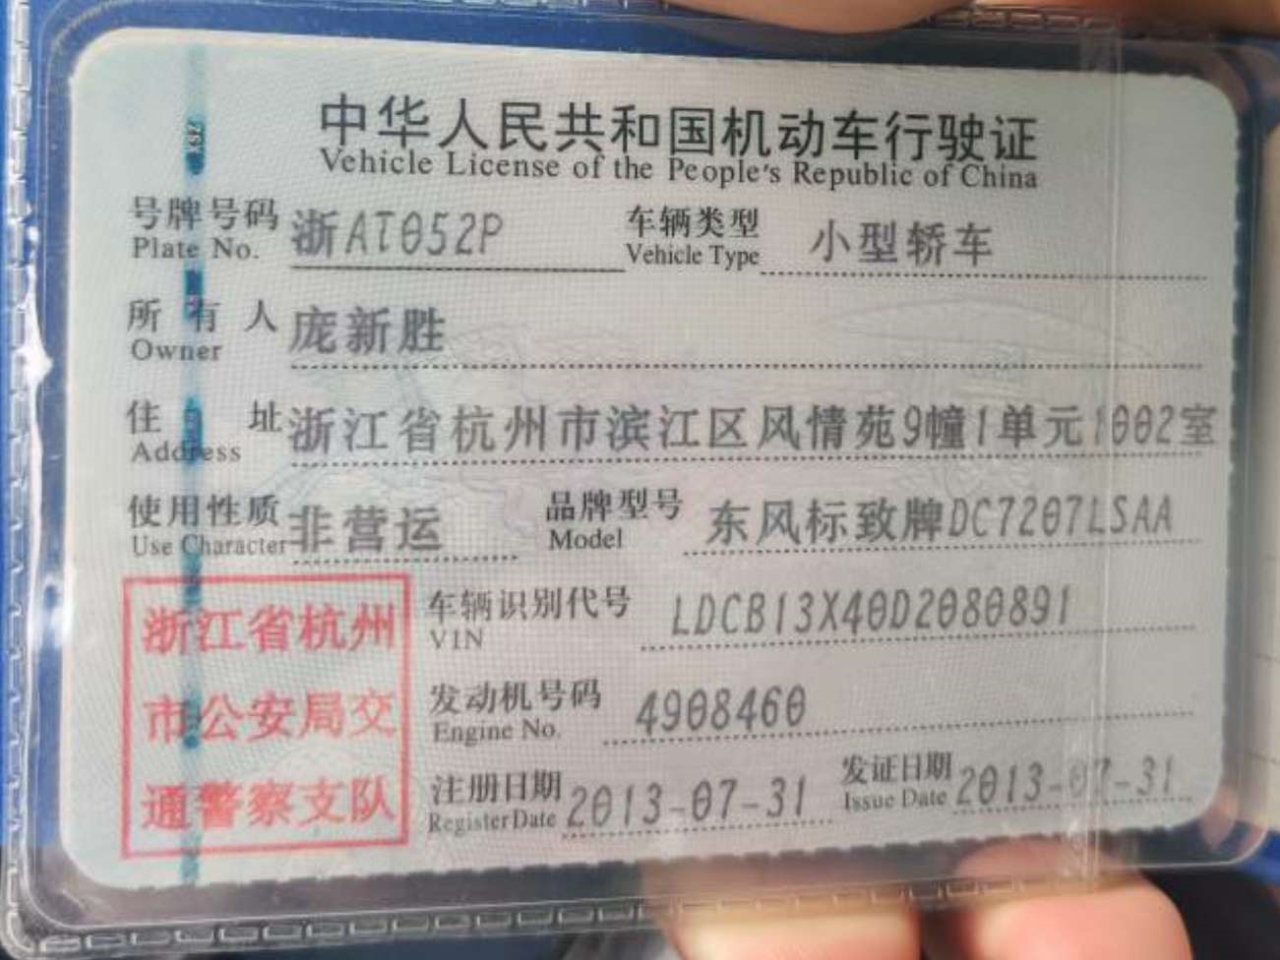 中华人民共和国机动车行驶证
Vehicle License of the People's Republic of China
号牌号码 浙AT052P 车辆类型 小型轿车
Plate No. Vehicle Type
所有人 庞新胜
Owner
住址 浙江省杭州市滨江区风情苑9幢1单元1002室
Address
使用性质 非营运 品牌型号 东风标致牌DC7207LSAA
Use Character Model
浙江省杭州
市公安局交
通警察支队
车辆识别代号 LDCB13X40D2080891
VIN
发动机号码 4908460
Engine No.
注册日期 2013-07-31 发证日期 2013-07-31
Register Date Issue Date